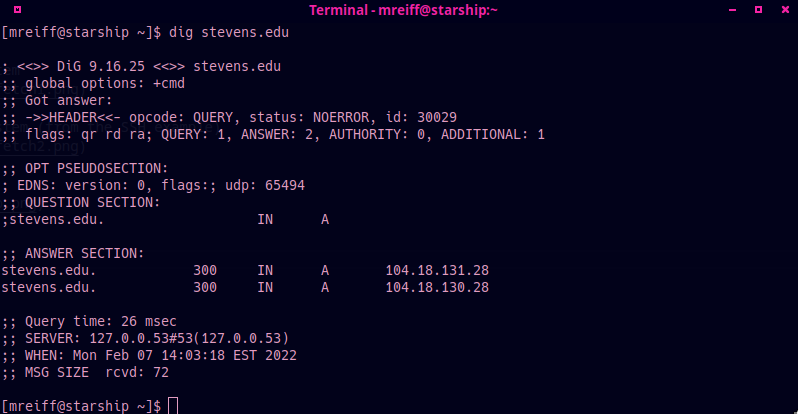 Terminal - mreiff@starship:~
[mreiff@starship ~]$ dig stevens.edu
; <<>> DiG 9.16.25 <<>> stevens.edu
;; global options: +cmd
;; Got answer:
;; ->>HEADER<<- opcode: QUERY, status: NOERROR, id: 30029
;; flags: qr rd ra; QUERY: 1, ANSWER: 2, AUTHORITY: 0, ADDITIONAL: 1
;; OPT PSEUDOSECTION:
; EDNS: version: 0, flags:; udp: 65494
;; QUESTION SECTION:
;stevens.edu. IN A
;; ANSWER SECTION:
stevens.edu. 300 IN A 104.18.131.28
stevens.edu. 300 IN A 104.18.130.28
;; Query time: 26 msec
;; SERVER: 127.0.0.53#53(127.0.0.53)
;; WHEN: Mon Feb 07 14:03:18 EST 2022
;; MSG SIZE rcvd: 72
[mreiff@starship ~]$